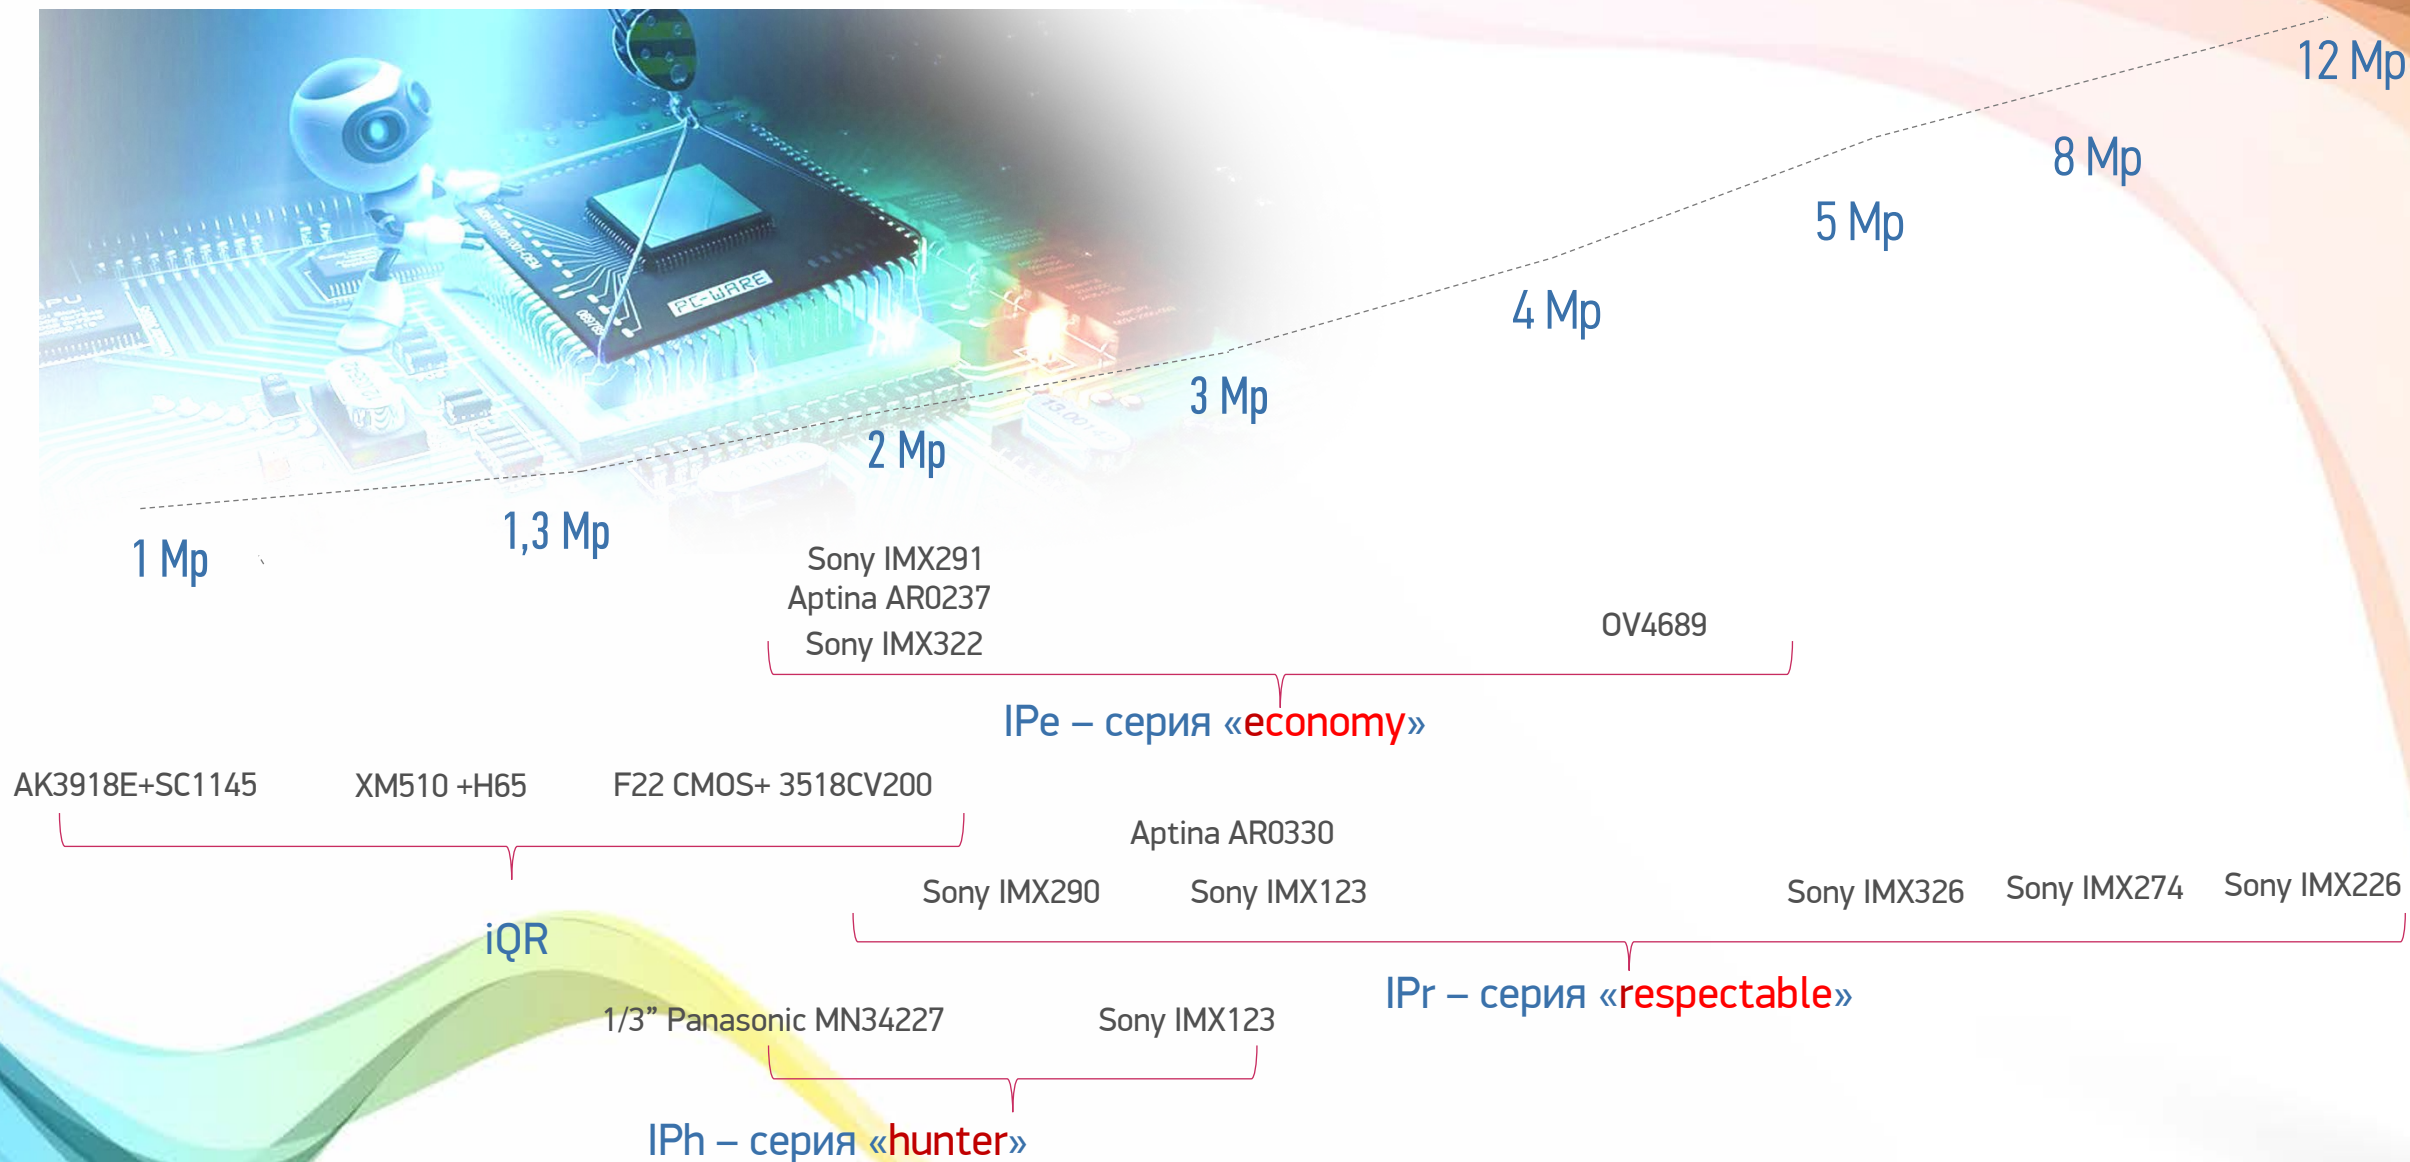 12 Mp
8 Mp
5 Mp
4 Mp
3 Mp
2 Mp
1,3 Mp
1 Mp
PC-WARE
Sony IMX291
Aptina AR0237
Sony IMX322
OV4689
IPe – серия «economy»
AK3918E+SC1145
XM510 +H65
F22 CMOS+ 3518CV200
Aptina AR0330
Sony IMX290
Sony IMX123
Sony IMX326
Sony IMX274
Sony IMX226
iQR
IPr – серия «respectable»
1/3” Panasonic MN34227
Sony IMX123
IPh – серия «hunter»